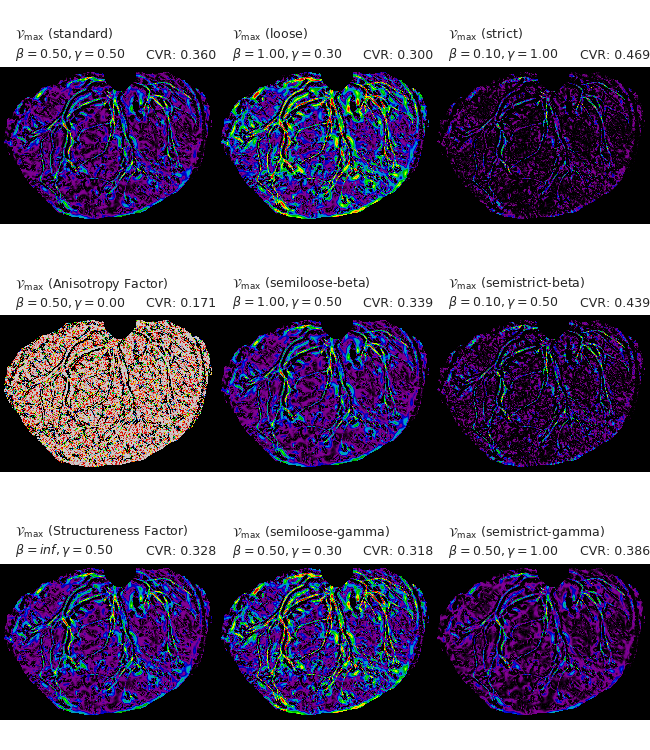 𝒱max (standard)
β = 0.50, γ = 0.50 CVR: 0.360
𝒱max (loose)
β = 1.00, γ = 0.30 CVR: 0.300
𝒱max (strict)
β = 0.10, γ = 1.00 CVR: 0.469
𝒱max (Anisotropy Factor)
β = 0.50, γ = 0.00 CVR: 0.171
𝒱max (semiloose-beta)
β = 1.00, γ = 0.50 CVR: 0.339
𝒱max (semistrict-beta)
β = 0.10, γ = 0.50 CVR: 0.439
𝒱max (Structureness Factor)
β = inf, γ = 0.50 CVR: 0.328
𝒱max (semiloose-gamma)
β = 0.50, γ = 0.30 CVR: 0.318
𝒱max (semistrict-gamma)
β = 0.50, γ = 1.00 CVR: 0.386